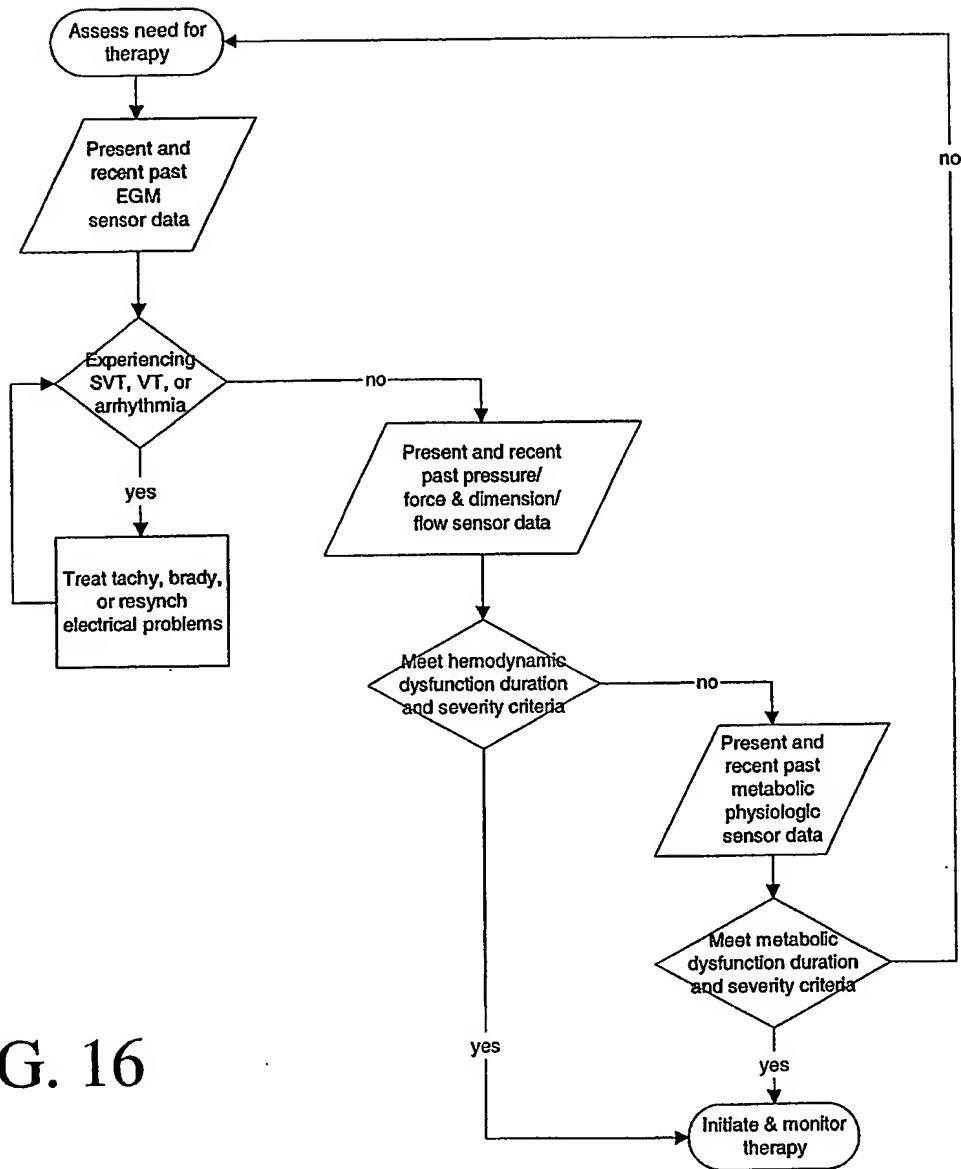 Assess need for
therapy
Present and
recent past
EGM
sensor data
no
Experiencing
SVT, VT, or
arrhythmia
no
yes
Present and recent
past pressure/
force & dimension/
flow sensor data
Treat tachy, brady,
or resynch
electrical problems
Meet hemodynamic
dysfunction duration
and severity criteria
no
Present and
recent past
metabolic
physiologic
sensor data
Meet metabolic
dysfunction duration
and severity criteria
yes
yes
Initiate & monitor
therapy
G. 16